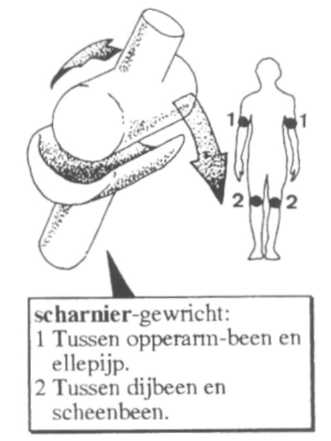 1 1
2 2
scharnier-gewricht:
1 Tussen opperarm-been en
ellepijp.
2 Tussen dijbeen en
scheenbeen.